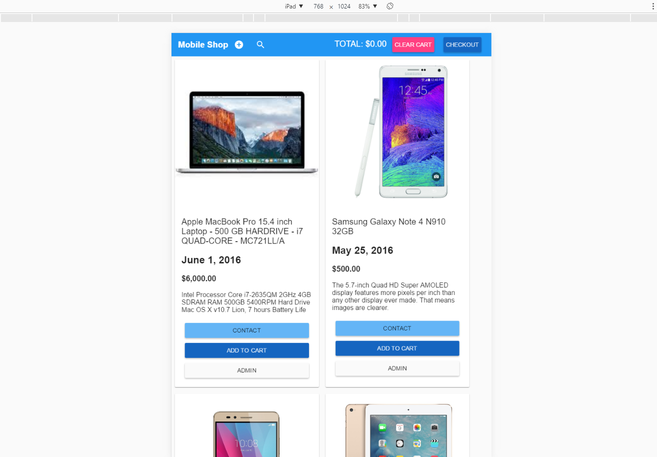 iPad ▼ 768 × 1024 83% ▼
Mobile Shop TOTAL: $0.00 CLEAR CART CHECKOUT
Apple MacBook Pro 15.4 inch
Laptop - 500 GB HARDRIVE - i7
QUAD-CORE - MC721LL/A
June 1, 2016
$6,000.00
Intel Processor Core i7-2635QM 2GHz 4GB
SDRAM RAM 500GB 5400RPM Hard Drive
Mac OS X v10.7 Lion, 7 hours Battery Life
CONTACT
ADD TO CART
ADMIN
12:45
Samsung Galaxy Note 4 N910
32GB
May 25, 2016
$500.00
The 5.7-inch Quad HD Super AMOLED
display features more pixels per inch than
any other display ever made. That means
images are clearer.
CONTACT
ADD TO CART
ADMIN
10:08